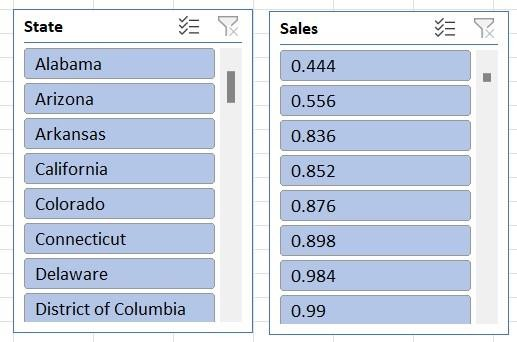 State
Alabama
Arizona
Arkansas
California
Colorado
Connecticut
Delaware
District of Columbia
Sales
0.444
0.556
0.836
0.852
0.876
0.898
0.984
0.99